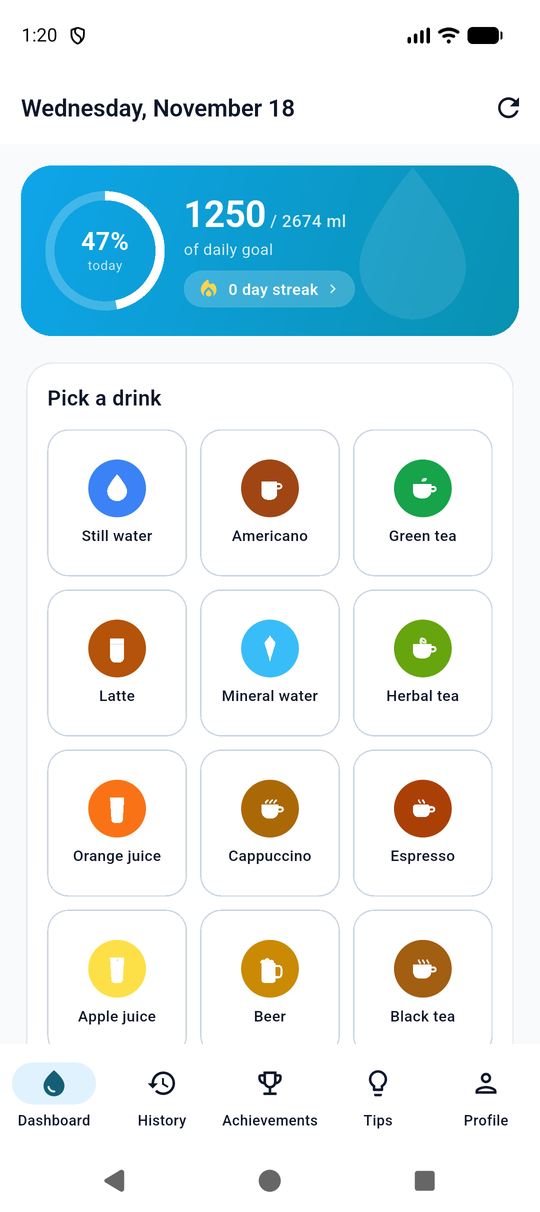 1:20
Wednesday, November 18
47%
today
1250 / 2674 ml
of daily goal
0 day streak
Pick a drink
Still water
Americano
Green tea
Latte
Mineral water
Herbal tea
Orange juice
Cappuccino
Espresso
Apple juice
Beer
Black tea
Dashboard
History
Achievements
Tips
Profile